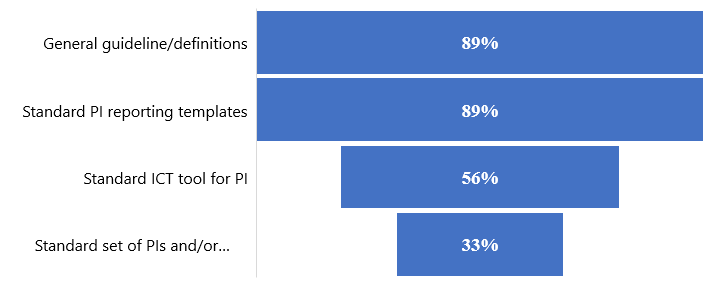 General guideline/definitions 89%
Standard PI reporting templates 89%
Standard ICT tool for PI 56%
Standard set of PIs and/or... 33%